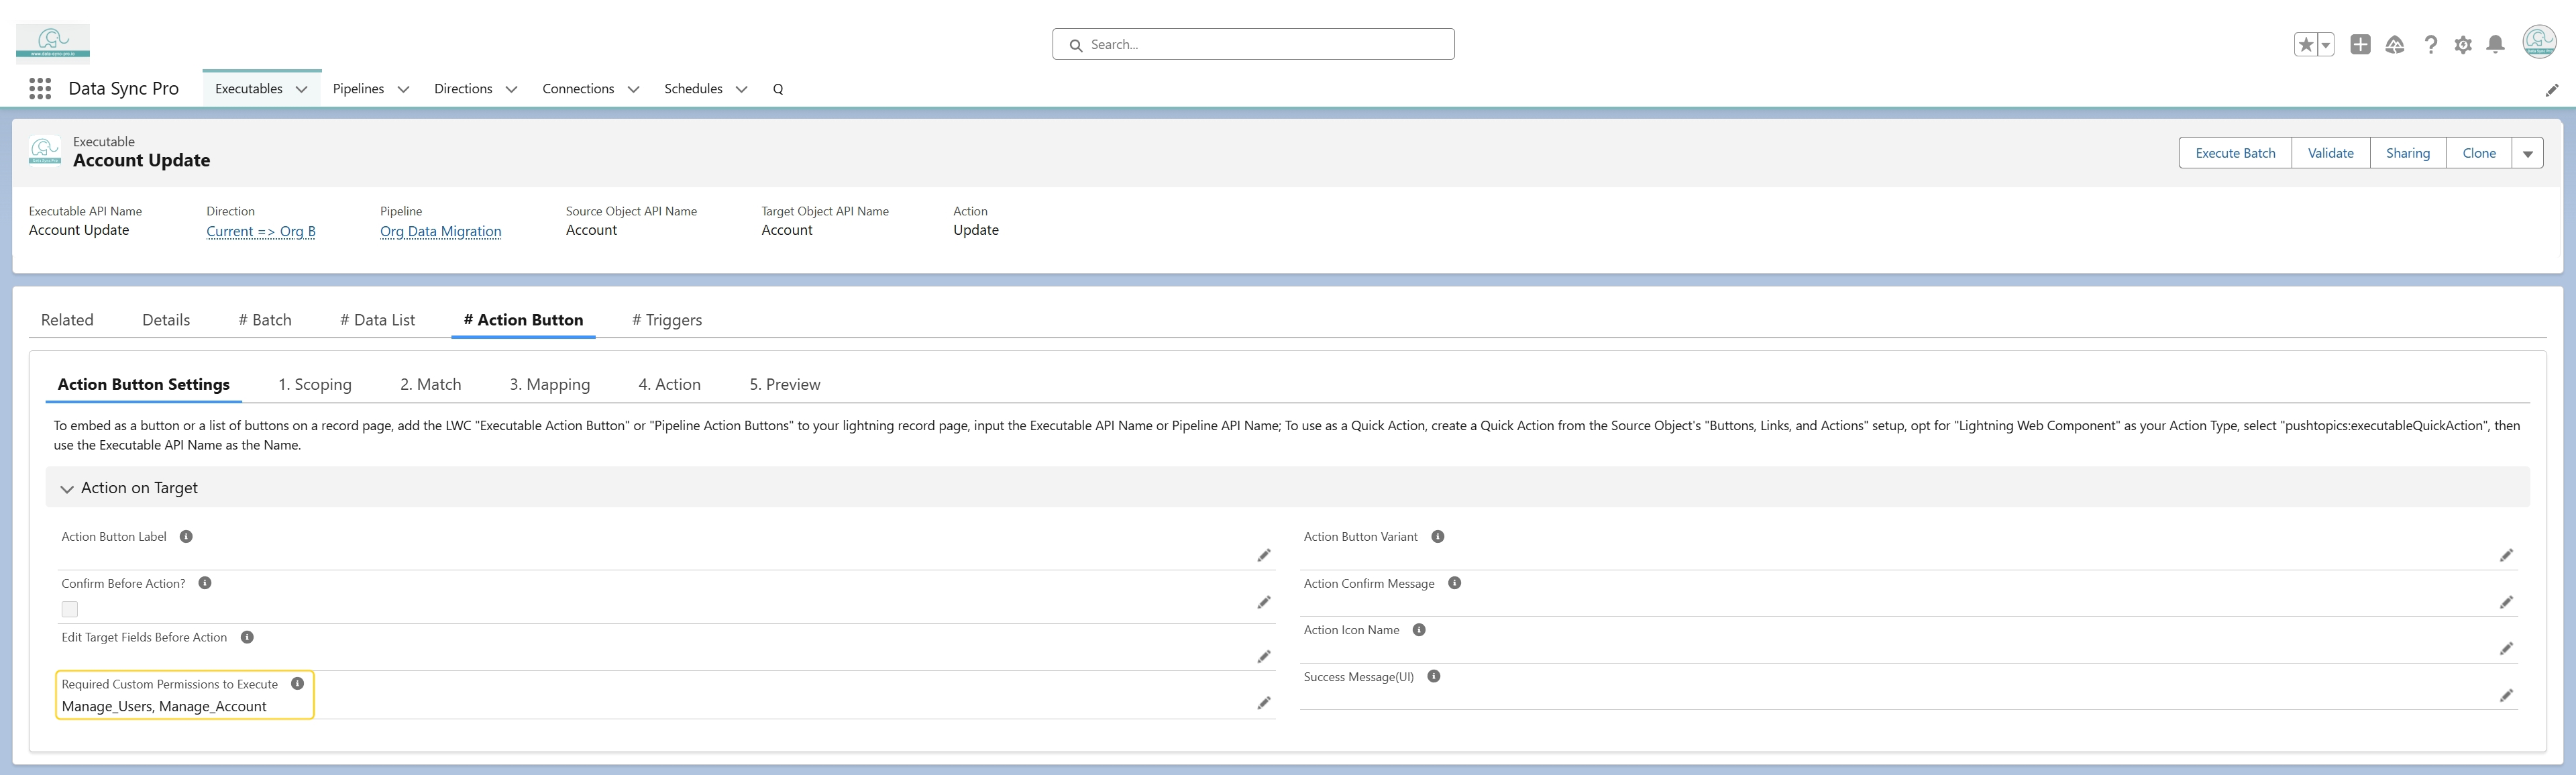 www.data-sync-pro.io
Search...
Data Sync Pro
Executables
Pipelines
Directions
Connections
Schedules
Q
Executable
Account Update
Execute Batch
Validate
Sharing
Clone
Executable API Name
Account Update
Direction
Current => Org B
Pipeline
Org Data Migration
Source Object API Name
Account
Target Object API Name
Account
Action
Update
Related
Details
# Batch
# Data List
# Action Button
# Triggers
Action Button Settings
1. Scoping
2. Match
3. Mapping
4. Action
5. Preview
To embed as a button or a list of buttons on a record page, add the LWC "Executable Action Button" or "Pipeline Action Buttons" to your lightning record page, input the Executable API Name or Pipeline API Name; To use as a Quick Action, create a Quick Action from the Source Object's "Buttons, Links, and Actions" setup, opt for "Lightning Web Component" as your Action Type, select "pushtopics:executableQuickAction", then
use the Executable API Name as the Name.
Action on Target
Action Button Label
Action Button Variant
Confirm Before Action?
Action Confirm Message
Edit Target Fields Before Action
Action Icon Name
Required Custom Permissions to Execute
Manage_Users, Manage_Account
Success Message(UI)